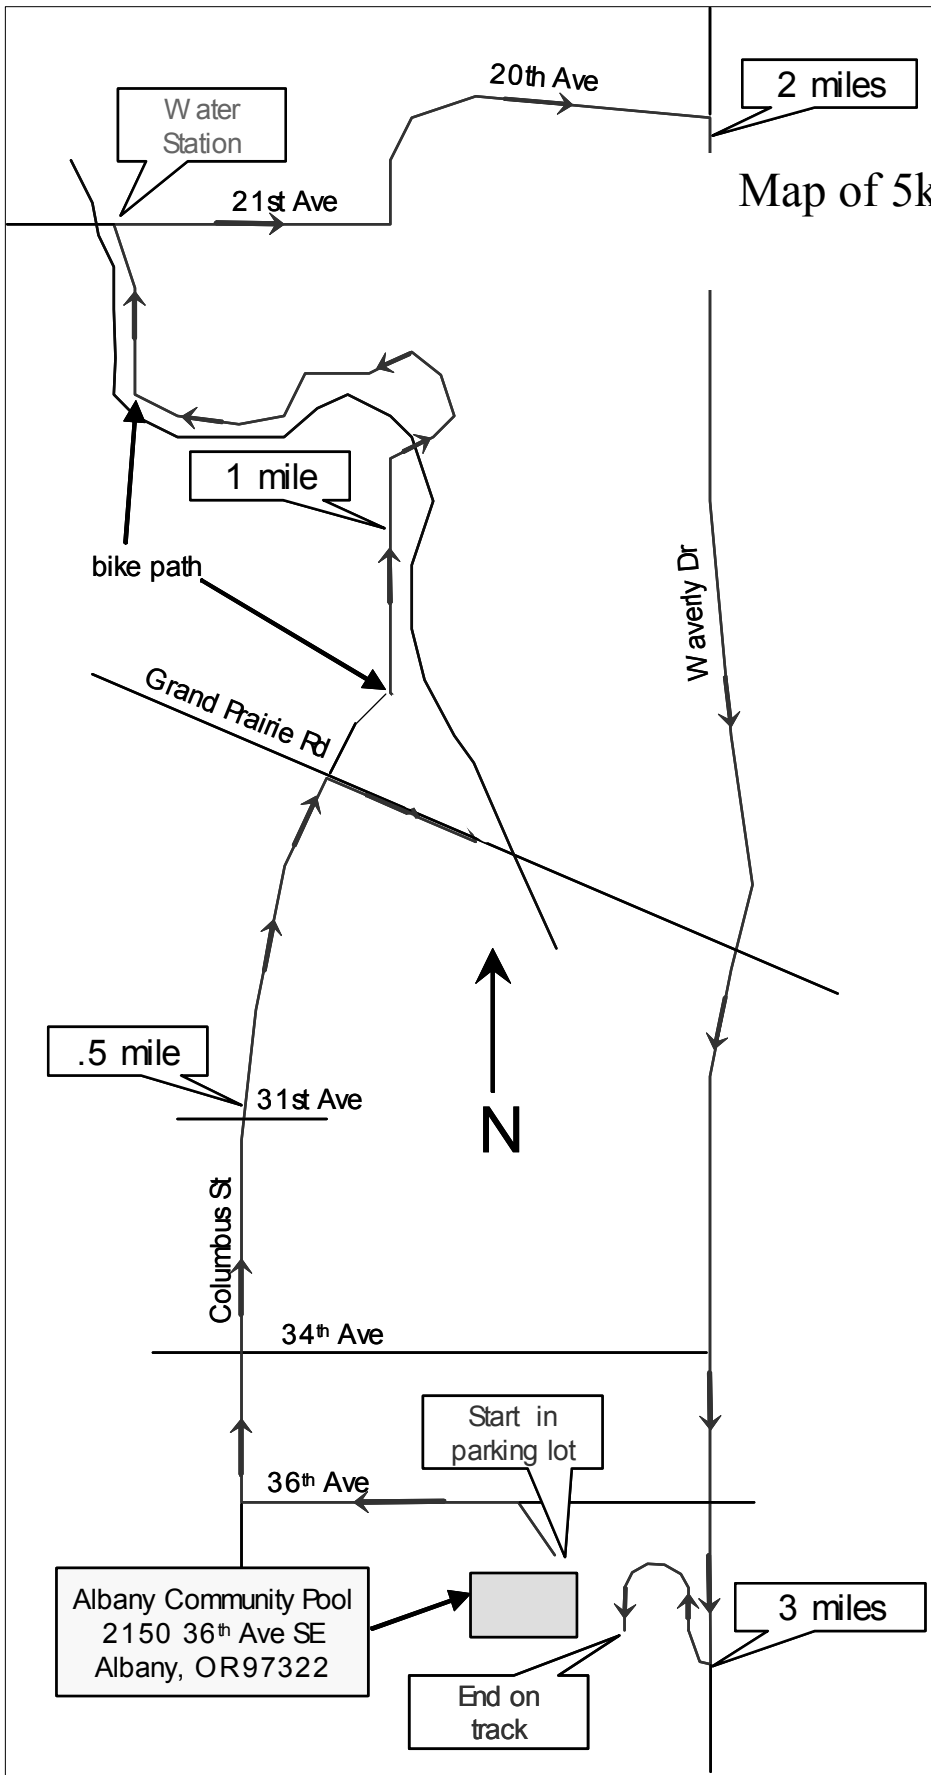 20th Ave
2 miles
Water
Station
Map of 5k
21st Ave
1 mile
bike path
Waverly Dr
Grand Prairie Rd
.5 mile
31st Ave
N
Columbus St
34th Ave
Start in
parking lot
36th Ave
Albany Community Pool
2150 36th Ave SE
Albany, OR97322
3 miles
End on
track